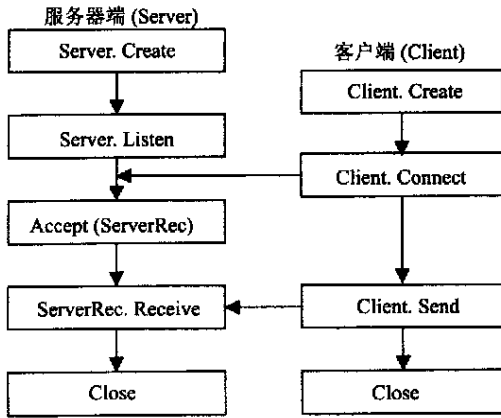 服务器端 (Server)
Server. Create
Server. Listen
Accept (ServerRec)
ServerRec. Receive
Close
客户端 (Client)
Client. Create
Client. Connect
Client. Send
Close